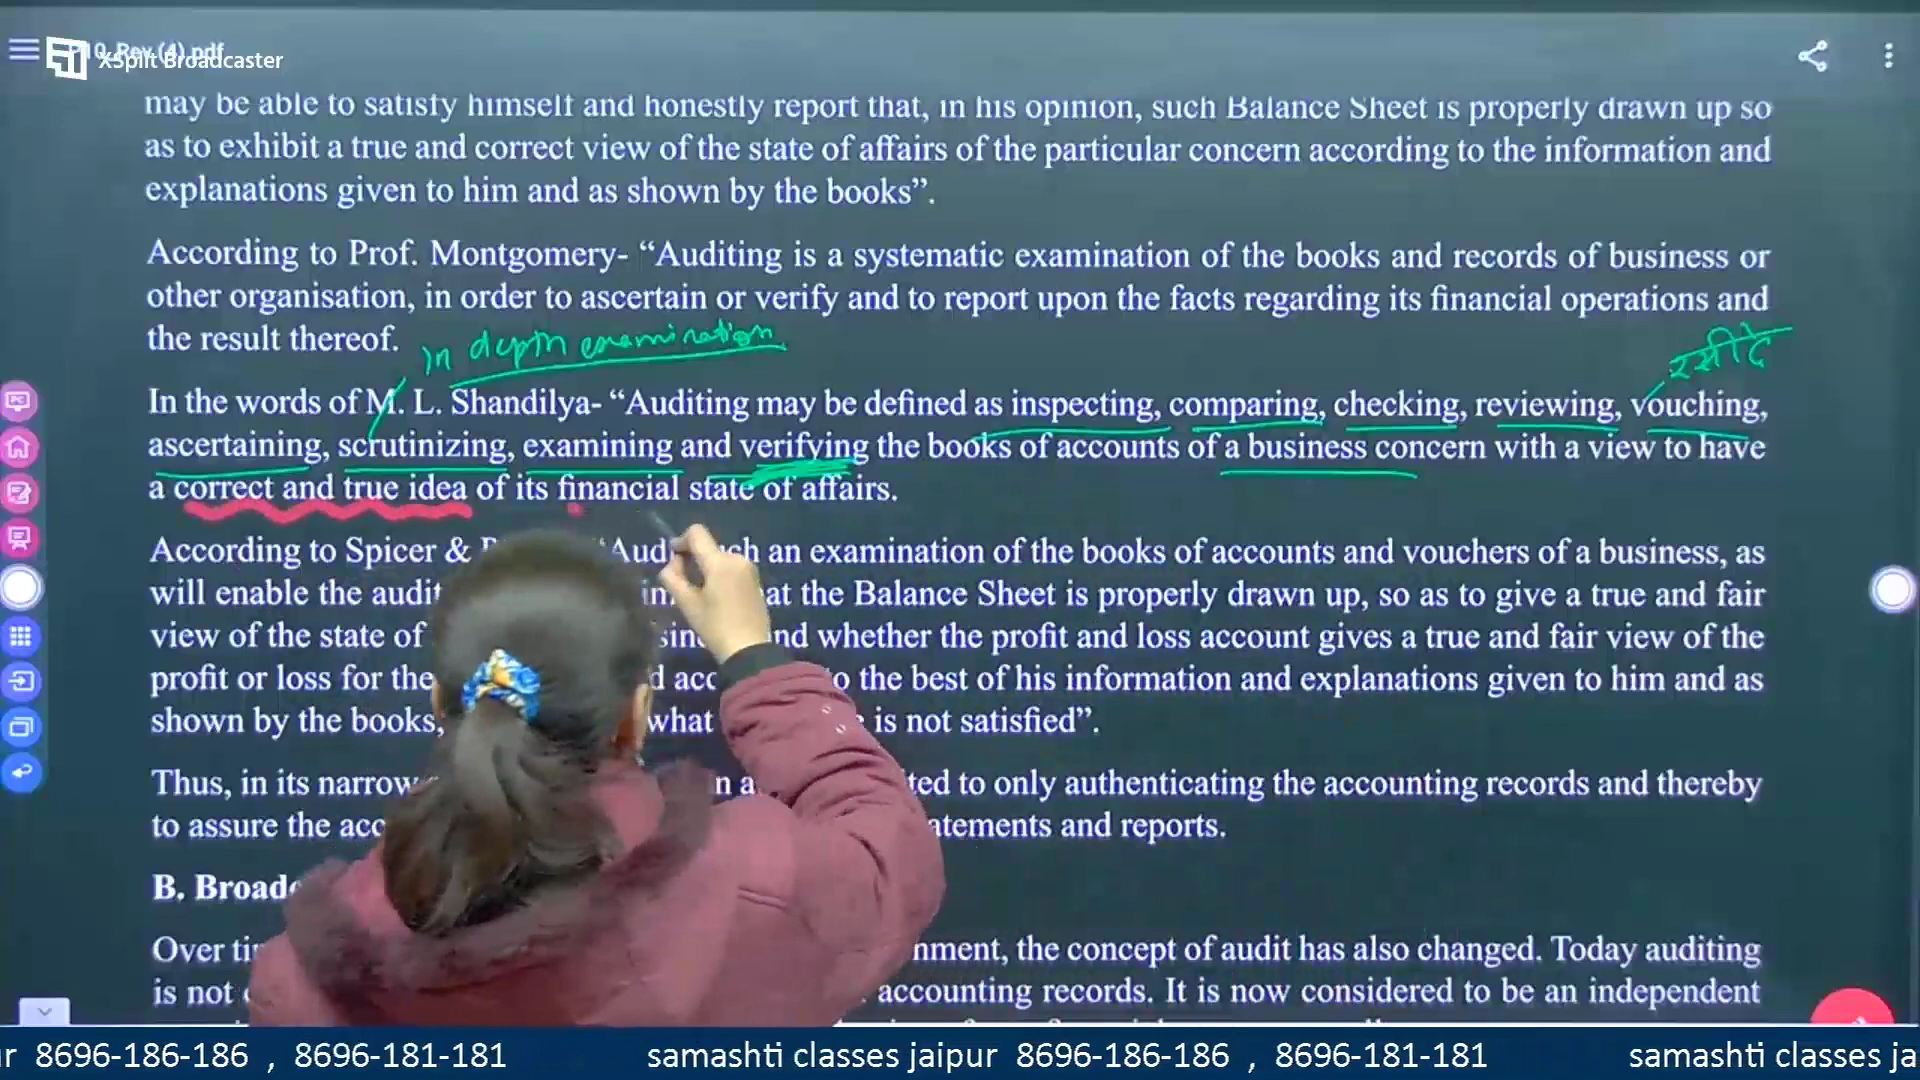 P10_Rev (4).pdf
XSplit Broadcaster
may be able to satisfy himself and honestly report that, in his opinion, such Balance Sheet is properly drawn up so
as to exhibit a true and correct view of the state of affairs of the particular concern according to the information and
explanations given to him and as shown by the books”.
According to Prof. Montgomery- “Auditing is a systematic examination of the books and records of business or
other organisation, in order to ascertain or verify and to report upon the facts regarding its financial operations and
the result thereof.
in depth examination
रसीद
In the words of M. L. Shandilya- “Auditing may be defined as inspecting, comparing, checking, reviewing, vouching,
ascertaining, scrutinizing, examining and verifying the books of accounts of a business concern with a view to have
a correct and true idea of its financial state of affairs.
According to Spicer & an examination of the books of accounts and vouchers of a business, as
will enable the the Balance Sheet is properly drawn up, so as to give a true and fair
view of the state of and whether the profit and loss account gives a true and fair view of the
profit or loss for the the best of his information and explanations given to him and as
shown by the books, what is not satisfied”.
Thus, in its to only authenticating the accounting records and thereby
to assure the and reports.
B.
Over the concept of audit has also changed. Today auditing
is not accounting records. It is now considered to be an independent
PC
8696-186-186 , 8696-181-181 samashti classes jaipur 8696-186-186 , 8696-181-181 samashti classes